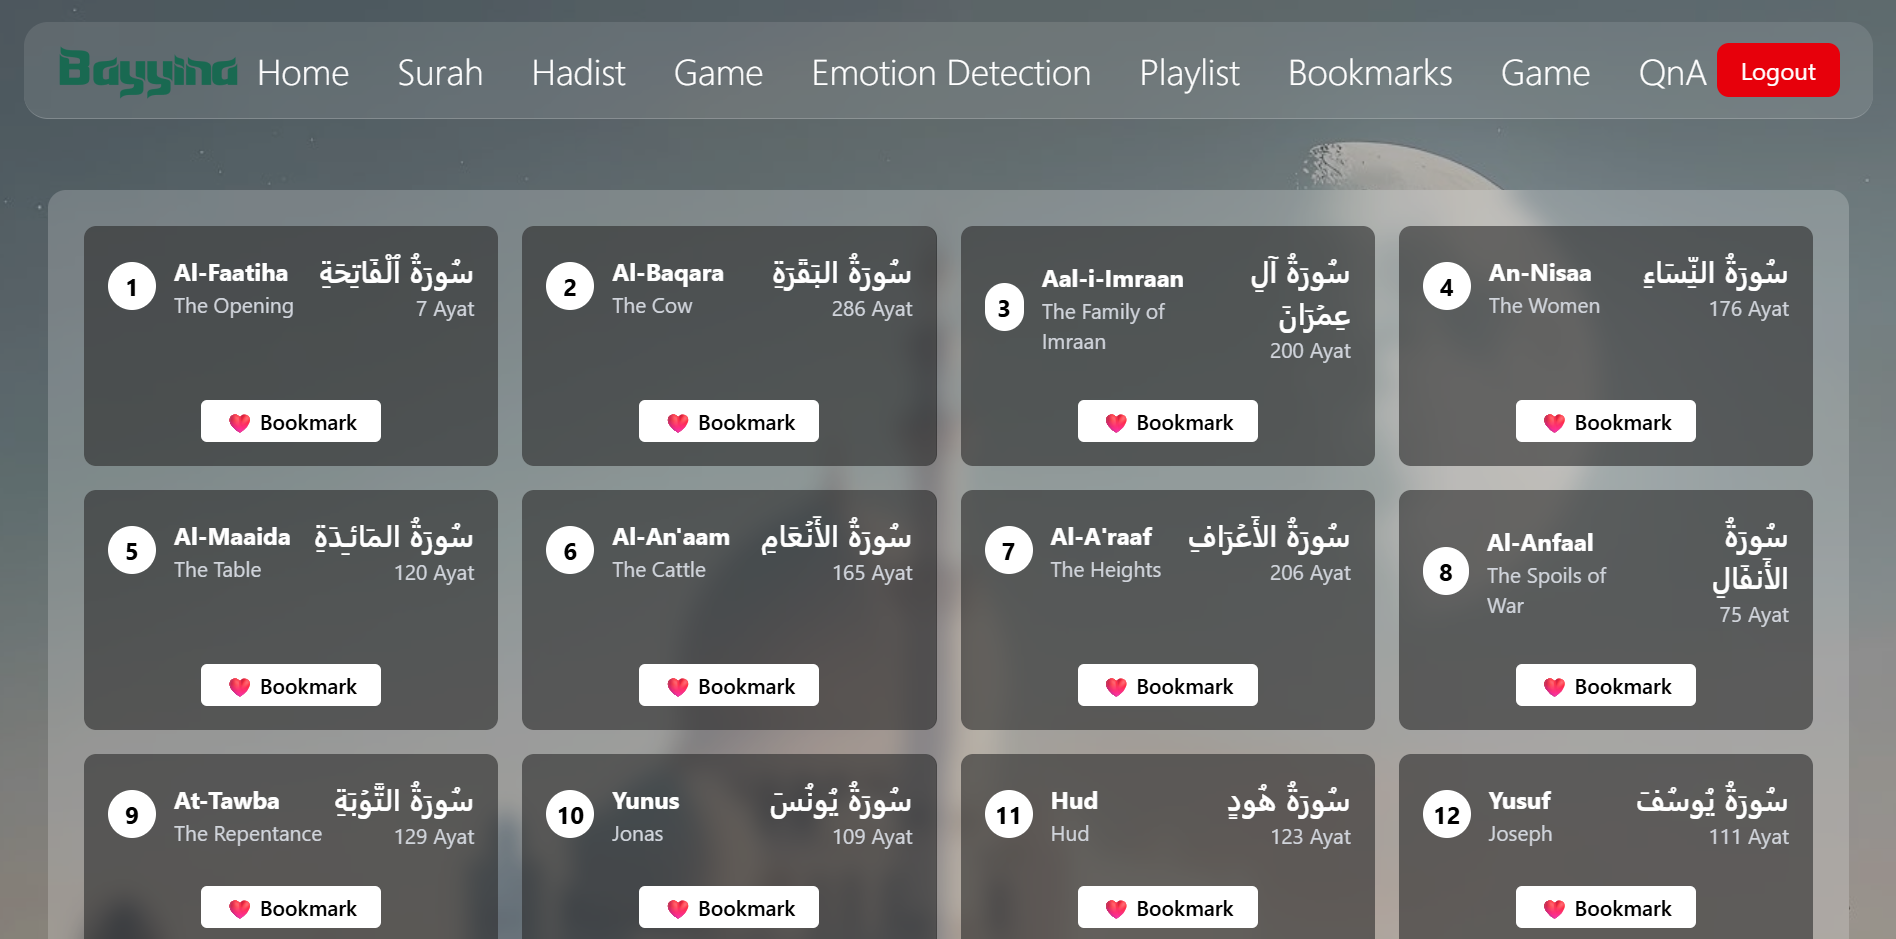 Bayyina Home Surah Hadist Game Emotion Detection Playlist Bookmarks Game QnA Logout
1
Al-Faatiha
The Opening
سُورَةُ ٱلْفَاتِحَةِ
7 Ayat
Bookmark
2
Al-Baqara
The Cow
سُورَةُ البَقَرَةِ
286 Ayat
Bookmark
3
Aal-i-Imraan
The Family of
Imraan
سُورَةُ آلِ
عِمۡرَانَ
200 Ayat
Bookmark
4
An-Nisaa
The Women
سُورَةُ النِّسَاءِ
176 Ayat
Bookmark
5
Al-Maaida
The Table
سُورَةُ المَائـِدَةِ
120 Ayat
Bookmark
6
Al-An'aam
The Cattle
سُورَةُ الأَنۡعَامِ
165 Ayat
Bookmark
7
Al-A'raaf
The Heights
سُورَةُ الأَعۡرَافِ
206 Ayat
Bookmark
8
Al-Anfaal
The Spoils of
War
سُورَةُ
الأَنفَالِ
75 Ayat
Bookmark
9
At-Tawba
The Repentance
سُورَةُ التَّوۡبَةِ
129 Ayat
Bookmark
10
Yunus
Jonas
سُورَةُ يُونُسَ
109 Ayat
Bookmark
11
Hud
Hud
سُورَةُ هُودٍ
123 Ayat
Bookmark
12
Yusuf
Joseph
سُورَةُ يُوسُفَ
111 Ayat
Bookmark